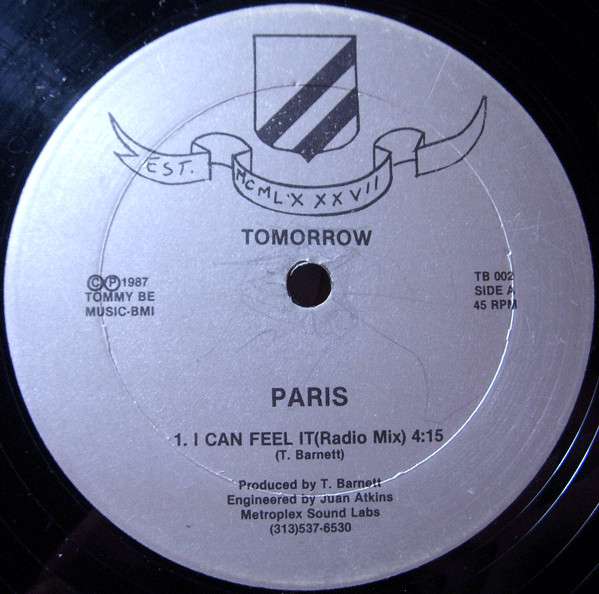 EST. MCMLXXXVII
TOMORROW
©℗1987
TOMMY BE
MUSIC-BMI
TB 002
SIDE A
45 RPM
PARIS
1. I CAN FEEL IT(Radio Mix) 4:15
(T. Barnett)
Produced by T. Barnett
Engineered by Juan Atkins
Metroplex Sound Labs
(313)537-6530